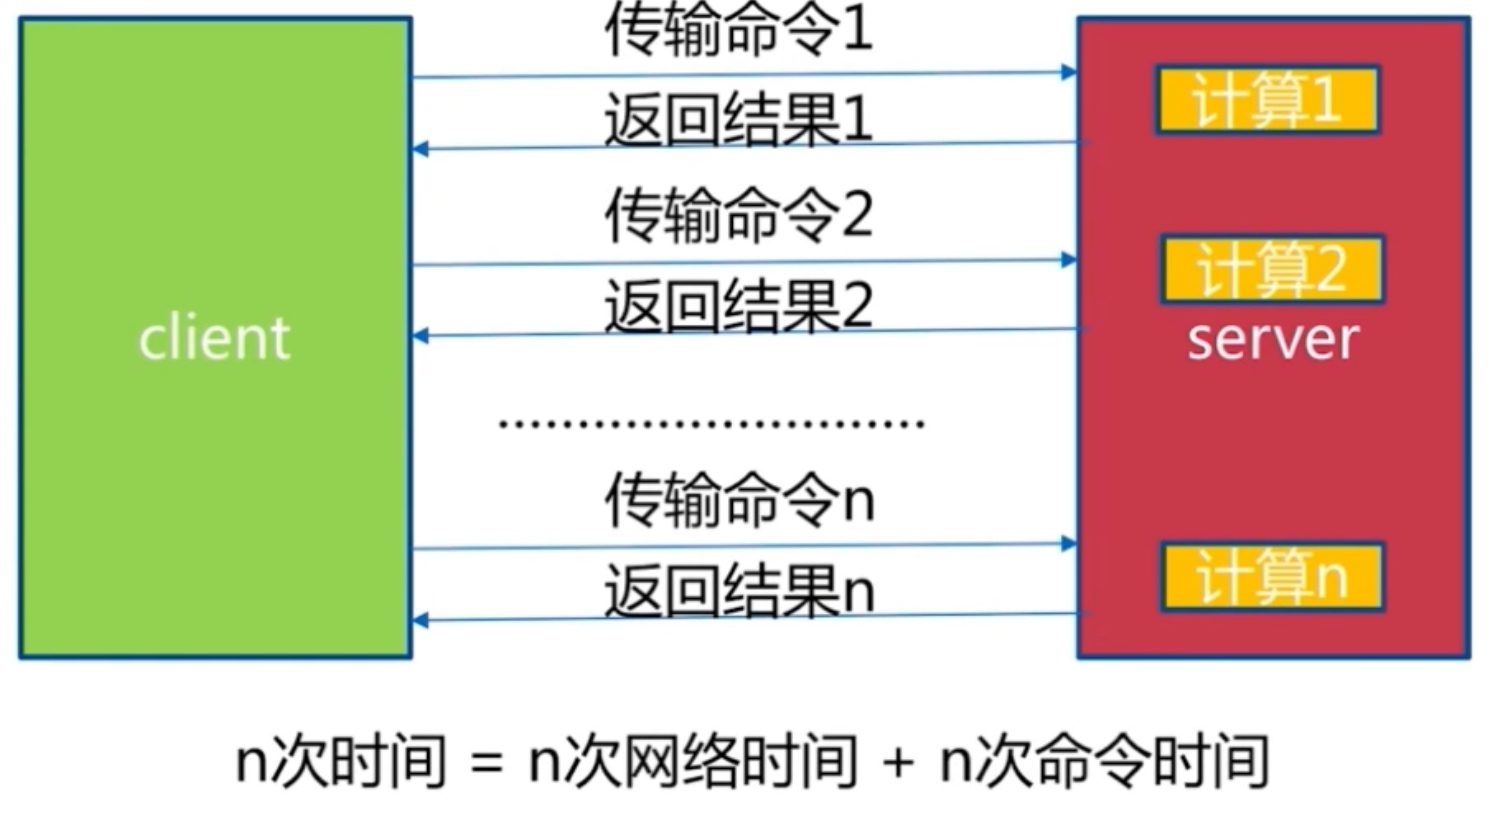 传输命令1
计算1
返回结果1
传输命令2
计算2
返回结果2
client
server
...........................
传输命令n
计算n
返回结果n
n次时间 = n次网络时间 + n次命令时间